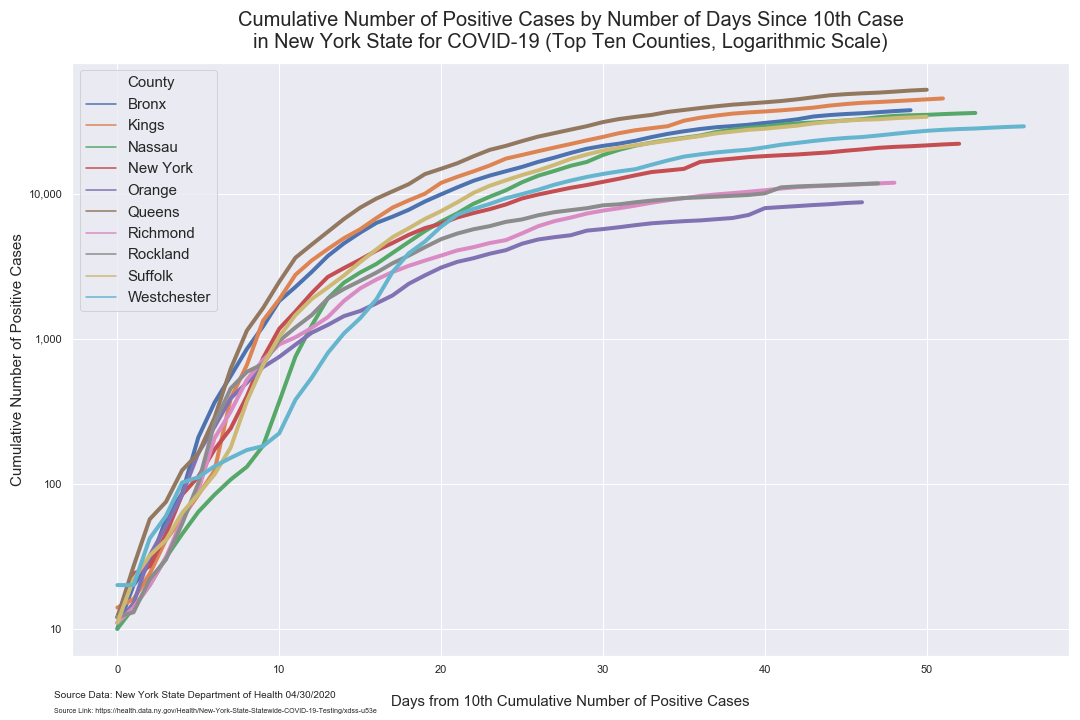 Cumulative Number of Positive Cases by Number of Days Since 10th Case
in New York State for COVID-19 (Top Ten Counties, Logarithmic Scale)
County
Bronx
Kings
Nassau
New York
Orange
Queens
Richmond
Rockland
Suffolk
Westchester
Cumulative Number of Positive Cases
10,000
1,000
100
10
0 10 20 30 40 50
Days from 10th Cumulative Number of Positive Cases
Source Data: New York State Department of Health 04/30/2020
Source Link: https://health.data.ny.gov/Health/New-York-State-Statewide-COVID-19-Testing/xdss-u53e